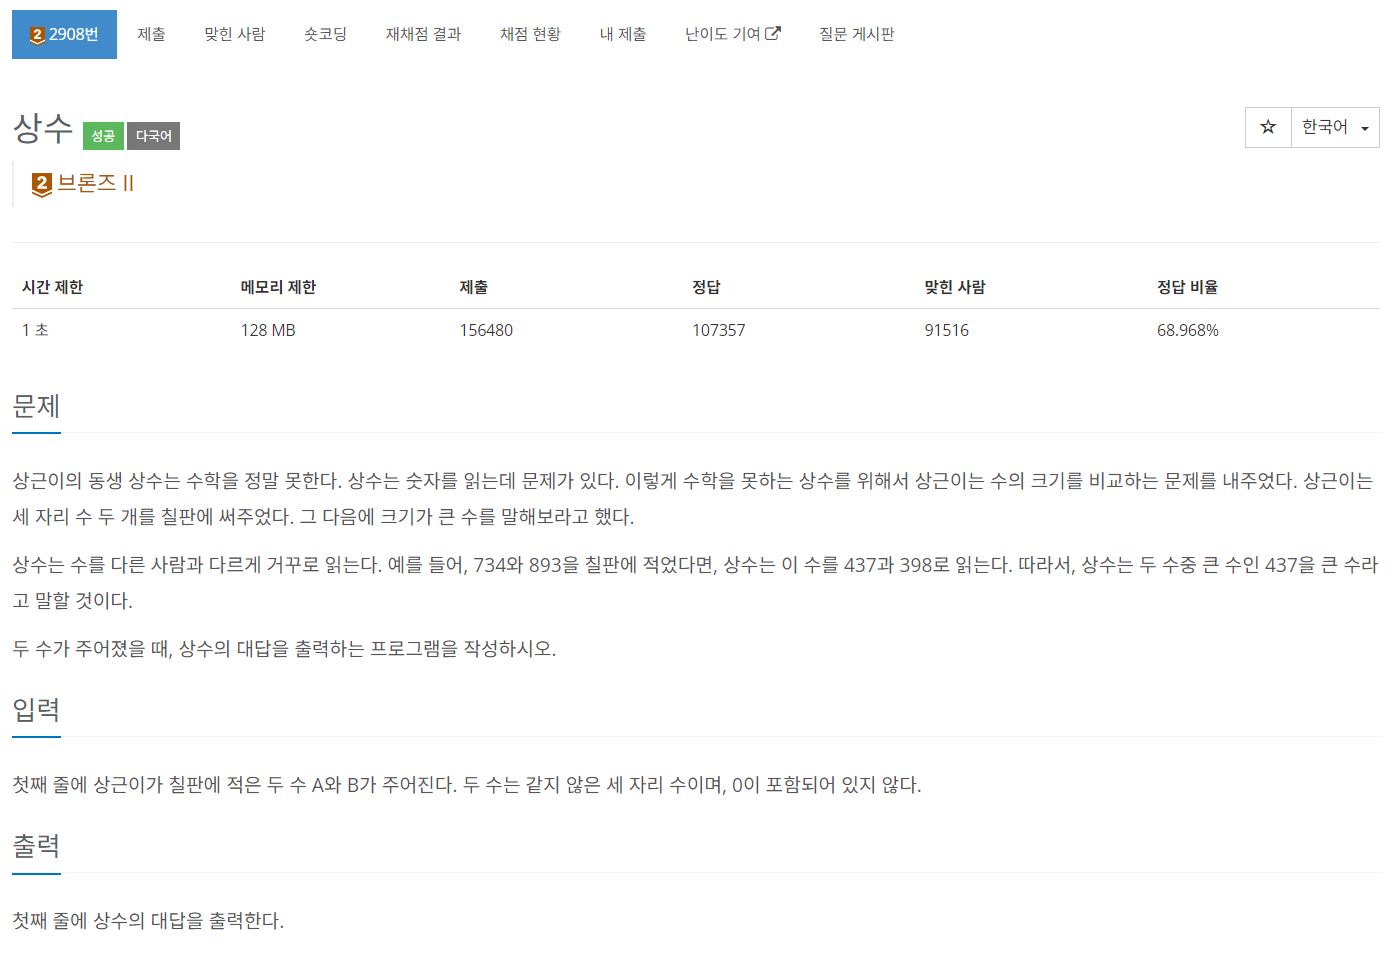 2 2908번 제출 맞힌 사람 숏코딩 재채점 결과 채점 현황 내 제출 난이도 기여 질문 게시판
상수 성공 다국어 한국어
2 브론즈 II
시간 제한 메모리 제한 제출 정답 맞힌 사람 정답 비율
1 초 128 MB 156480 107357 91516 68.968%
문제
상근이의 동생 상수는 수학을 정말 못한다. 상수는 숫자를 읽는데 문제가 있다. 이렇게 수학을 못하는 상수를 위해서 상근이는 수의 크기를 비교하는 문제를 내주었다. 상근이는
세 자리 수 두 개를 칠판에 써주었다. 그 다음에 크기가 큰 수를 말해보라고 했다.
상수는 수를 다른 사람과 다르게 거꾸로 읽는다. 예를 들어, 734와 893을 칠판에 적었다면, 상수는 이 수를 437과 398로 읽는다. 따라서, 상수는 두 수중 큰 수인 437을 큰 수라
고 말할 것이다.
두 수가 주어졌을 때, 상수의 대답을 출력하는 프로그램을 작성하시오.
입력
첫째 줄에 상근이가 칠판에 적은 두 수 A와 B가 주어진다. 두 수는 같지 않은 세 자리 수이며, 0이 포함되어 있지 않다.
출력
첫째 줄에 상수의 대답을 출력한다.